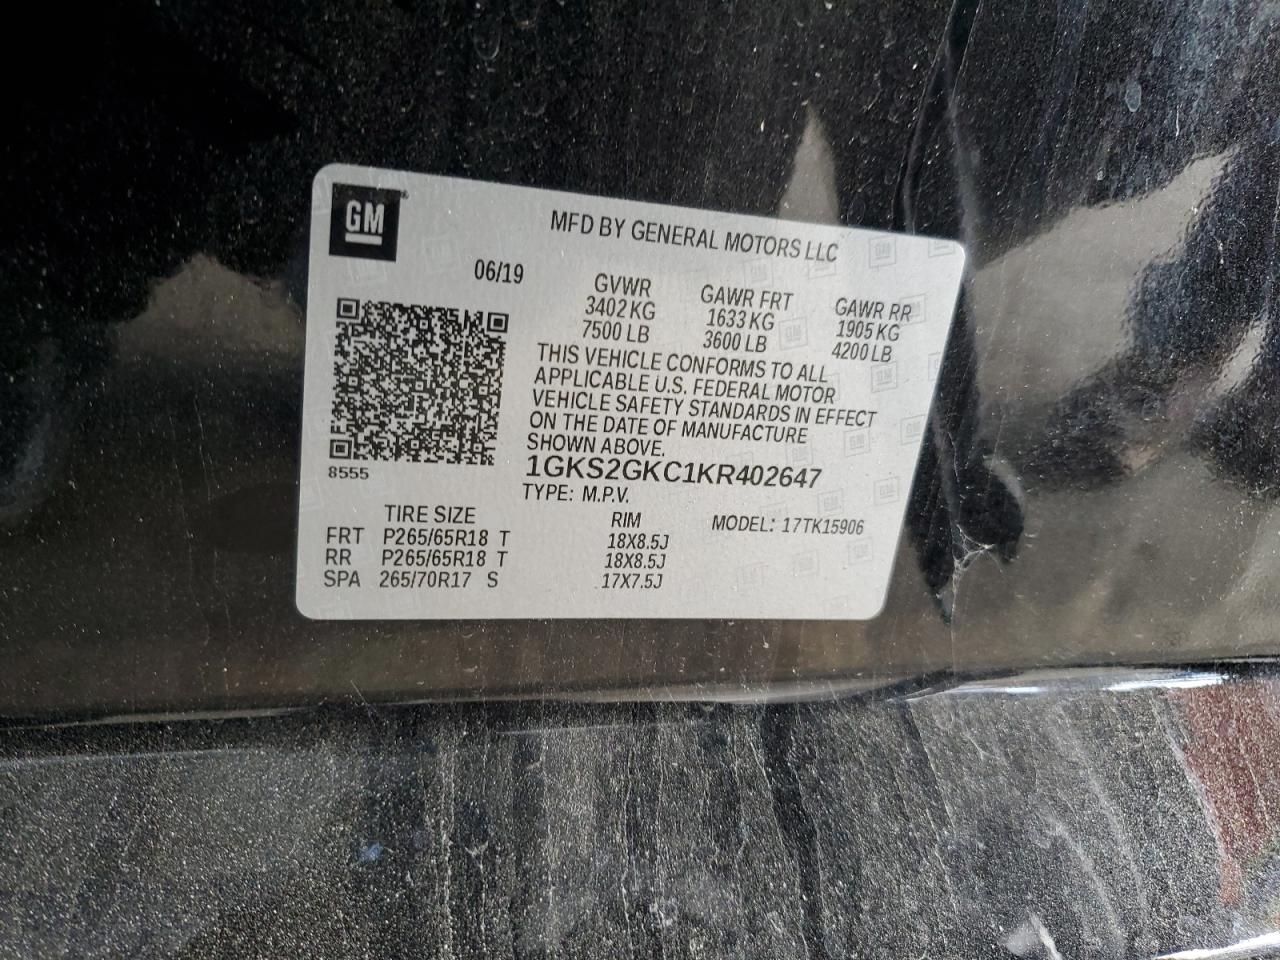 GM
MFD BY GENERAL MOTORS LLC
06/19
GVWR GAWR FRT GAWR RR
3402 KG 1633 KG 1905 KG
7500 LB 3600 LB 4200 LB
THIS VEHICLE CONFORMS TO ALL
APPLICABLE U.S. FEDERAL MOTOR
VEHICLE SAFETY STANDARDS IN EFFECT
ON THE DATE OF MANUFACTURE
SHOWN ABOVE.
1GKS2GKC1KR402647
8555
TYPE: M.P.V.
TIRE SIZE RIM MODEL: 17TK15906
FRT P265/65R18 T 18X8.5J
RR P265/65R18 T 18X8.5J
SPA 265/70R17 S 17X7.5J